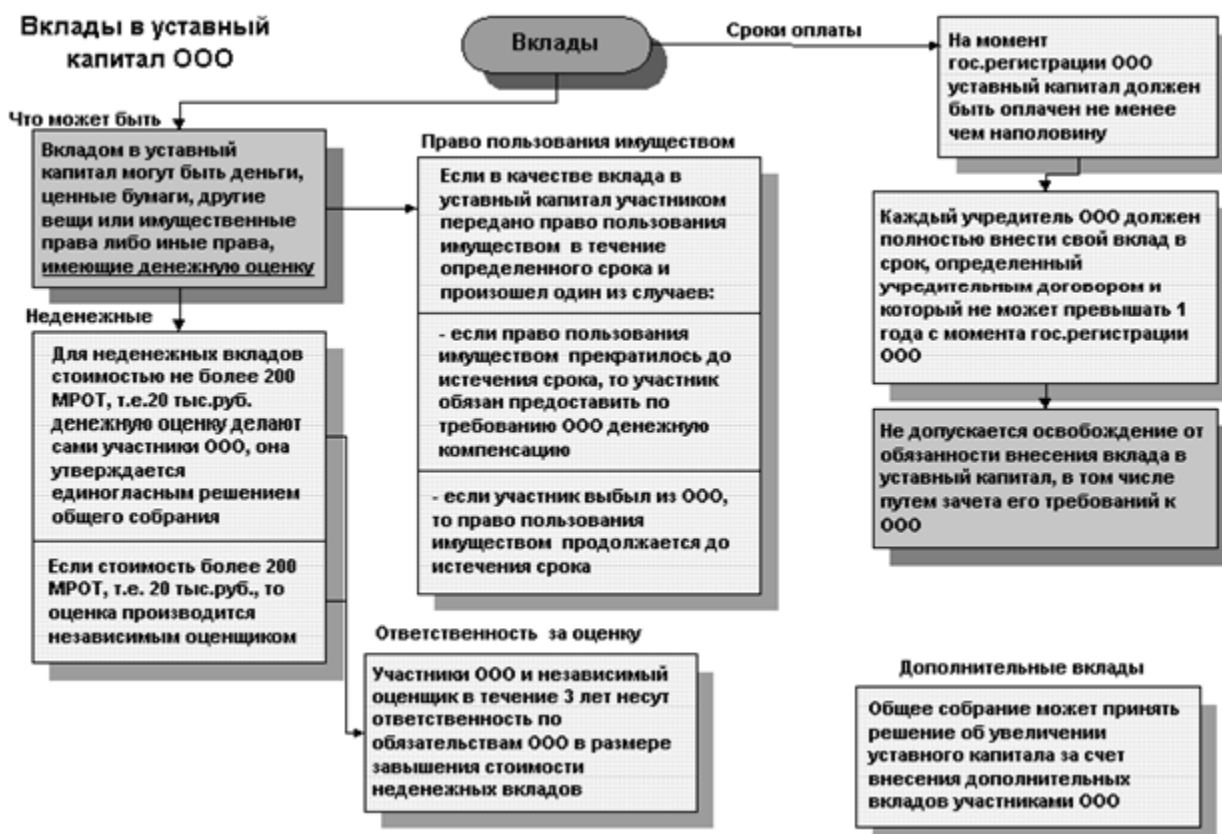 Вклады в уставный
капитал ООО
Вклады
Сроки оплаты
На момент
гос.регистрации ООО
уставный капитал должен
быть оплачен не менее
чем наполовину
Что может быть
Вкладом в уставный
капитал могут быть деньги,
ценные бумаги, другие
вещи или имущественные
права либо иные права,
имеющие денежную оценку
Право пользования имуществом
Если в качестве вклада в
уставный капитал участником
передано право пользования
имуществом в течение
определенного срока и
произошел один из случаев:
- если право пользования
имуществом прекратилось до
истечения срока, то участник
обязан предоставить по
требованию ООО денежную
компенсацию
- если участник выбыл из ООО,
то право пользования
имуществом продолжается до
истечения срока
Каждый учредитель ООО должен
полностью внести свой вклад в
срок, определенный
учредительным договором и
который не может превышать 1
года с момента гос.регистрации
ООО
Не допускается освобождение от
обязанности внесения вклада в
уставный капитал, в том числе
путем зачета его требований к
ООО
Неденежные
Для неденежных вкладов
стоимостью не более 200
МРОТ, т.е.20 тыс.руб.
денежную оценку делают
сами участники ООО, она
утверждается
единогласным решением
общего собрания
Если стоимость более 200
МРОТ, т.е. 20 тыс.руб., то
оценка производится
независимым оценщиком
Ответственность за оценку
Участники ООО и независимый
оценщик в течение 3 лет несут
ответственность по
обязательствам ООО в размере
завышения стоимости
неденежных вкладов
Дополнительные вклады
Общее собрание может принять
решение об увеличении
уставного капитала за счет
внесения дополнительных
вкладов участниками ООО